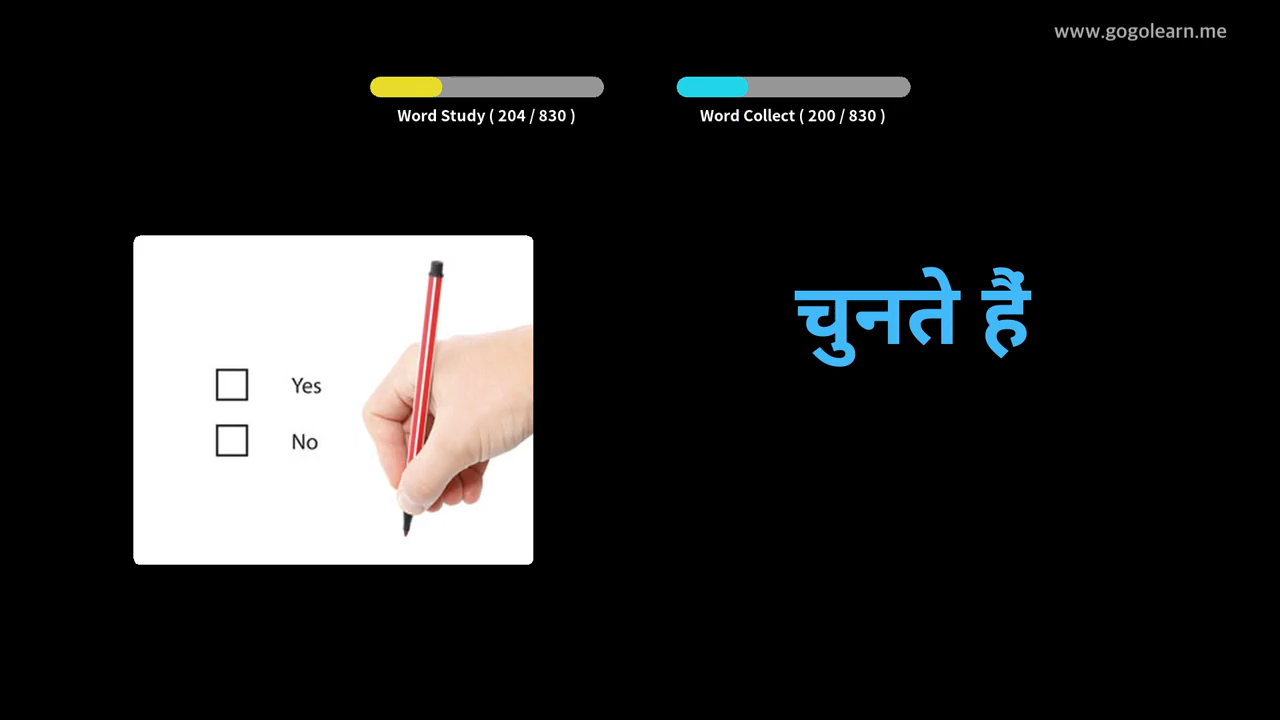 www.gogolearn.me
Word Study ( 204 / 830 )
Word Collect ( 200 / 830 )
चुनते हैं
Yes
No